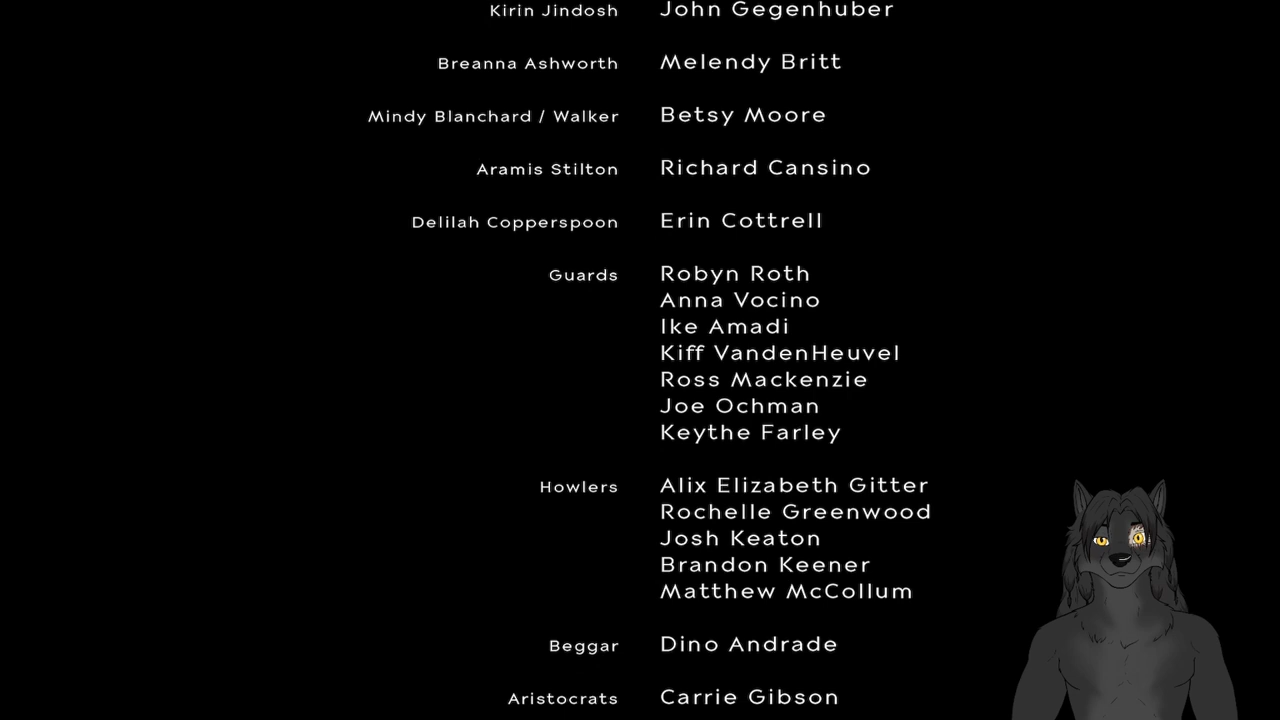 Kirin Jindosh John Gegenhuber
Breanna Ashworth Melendy Britt
Mindy Blanchard / Walker Betsy Moore
Aramis Stilton Richard Cansino
Delilah Copperspoon Erin Cottrell
Guards Robyn Roth
Anna Vocino
Ike Amadi
Kiff VandenHeuvel
Ross Mackenzie
Joe Ochman
Keythe Farley
Howlers Alix Elizabeth Gitter
Rochelle Greenwood
Josh Keaton
Brandon Keener
Matthew McCollum
Beggar Dino Andrade
Aristocrats Carrie Gibson